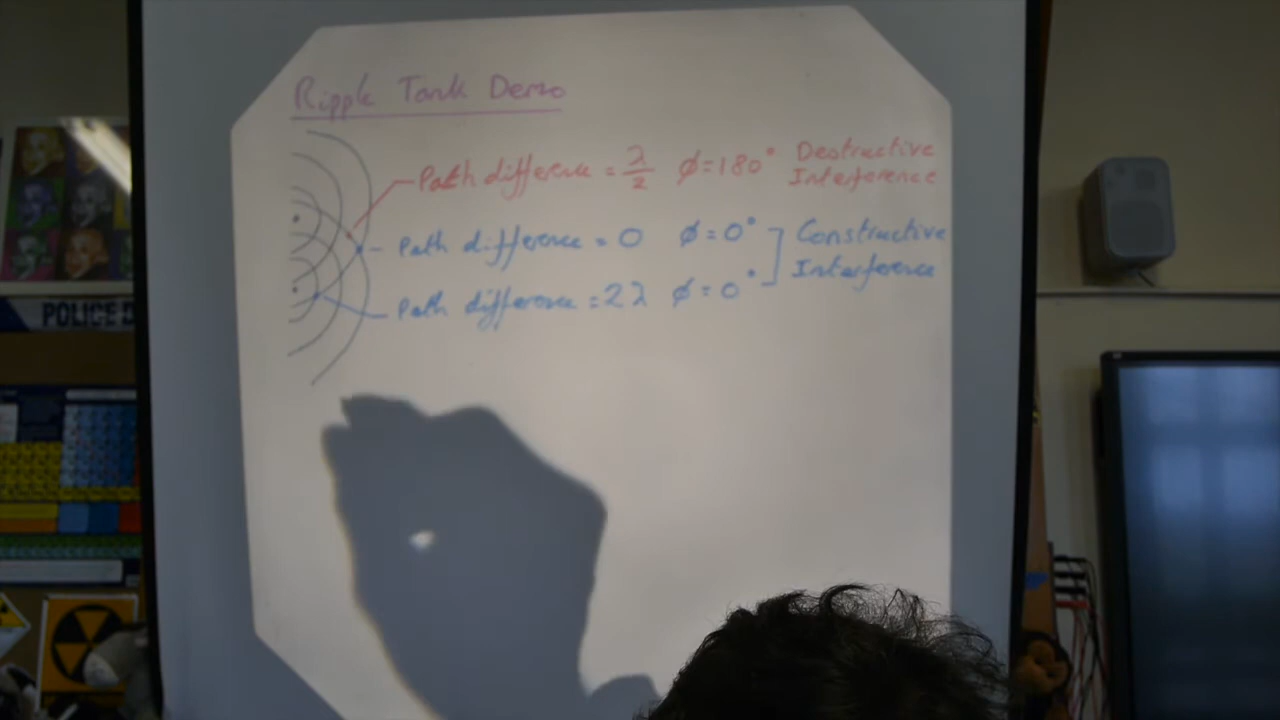 Ripple Tank Demo
Path difference = λ/2 ϕ=180° Destructive
Interference
Path difference = 0 ϕ=0° ] Constructive
Interference
Path difference = 2λ ϕ=0°
POLICE D